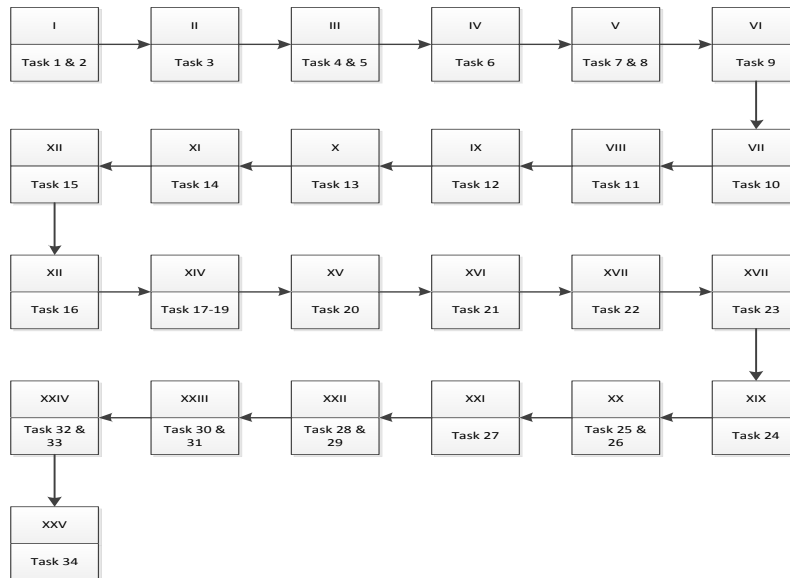 I
Task 1 & 2
II
Task 3
III
Task 4 & 5
IV
Task 6
V
Task 7 & 8
VI
Task 9
VII
Task 10
VIII
Task 11
IX
Task 12
X
Task 13
XI
Task 14
XII
Task 15
XII
Task 16
XIV
Task 17-19
XV
Task 20
XVI
Task 21
XVII
Task 22
XVII
Task 23
XIX
Task 24
XX
Task 25 &
26
XXI
Task 27
XXII
Task 28 &
29
XXIII
Task 30 &
31
XXIV
Task 32 &
33
XXV
Task 34